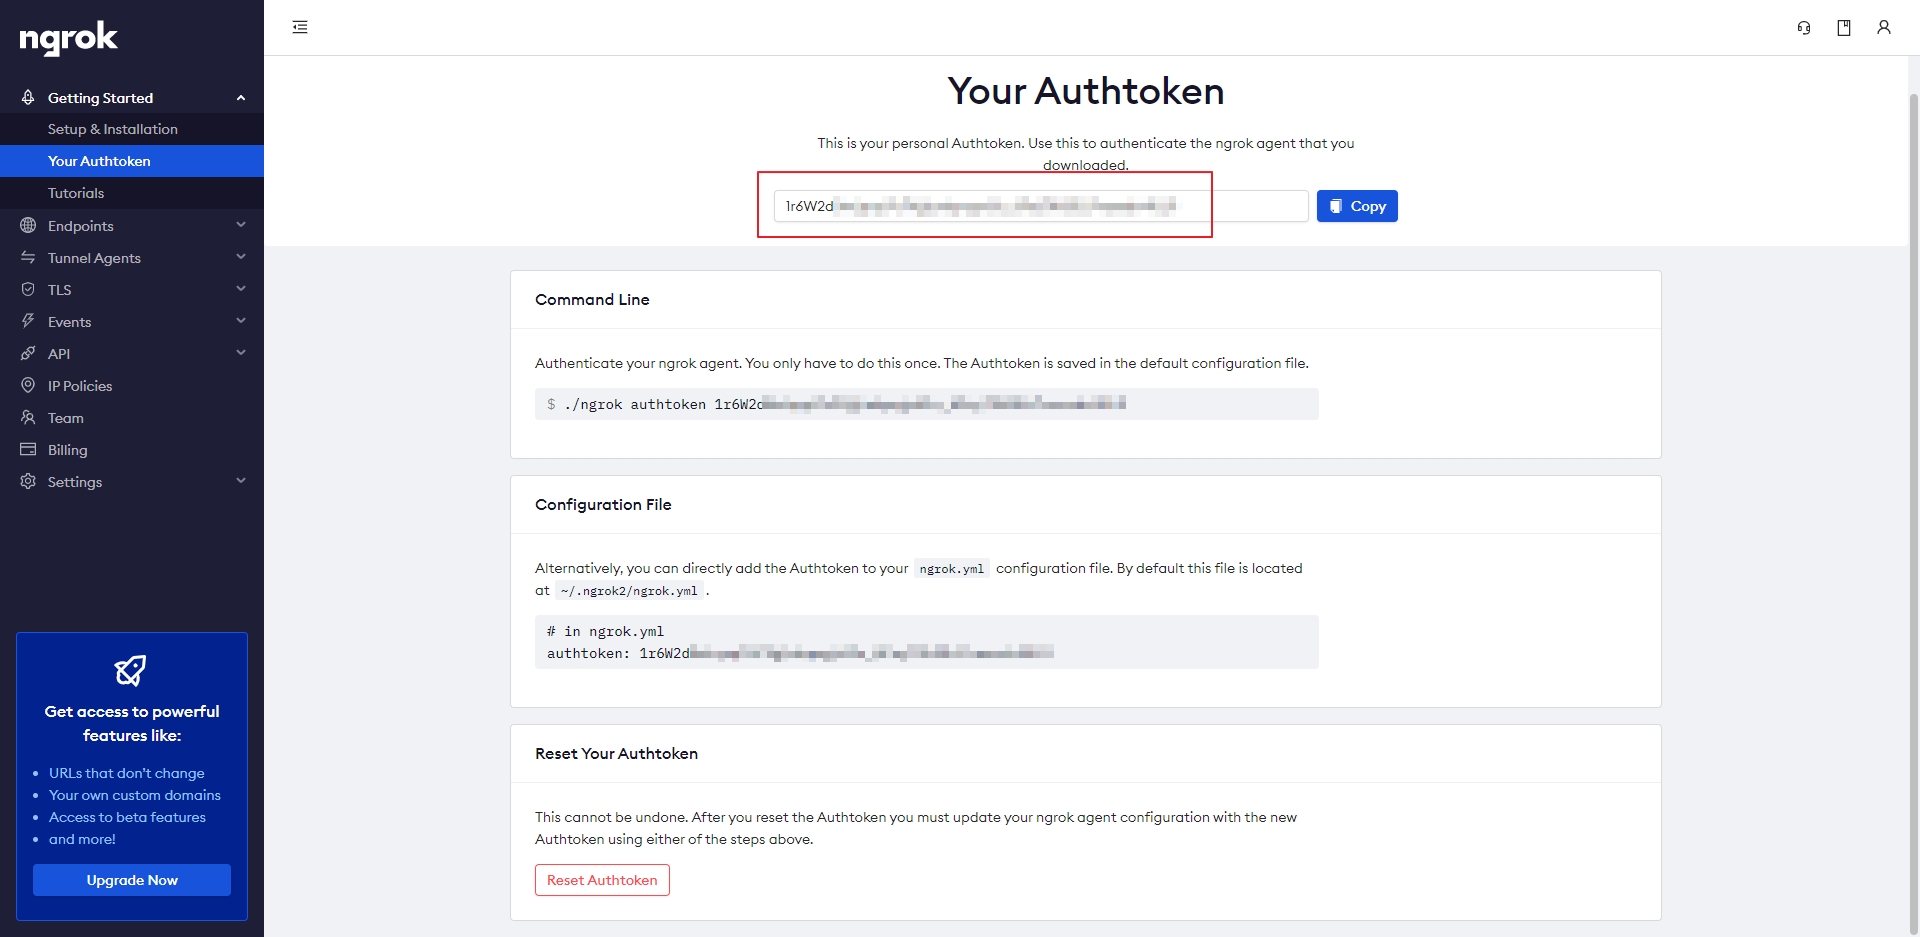 ngrok
Getting Started
Setup & Installation
Your Authtoken
Tutorials
Endpoints
Tunnel Agents
TLS
Events
API
IP Policies
Team
Billing
Settings
Get access to powerful
features like:
• URLs that don't change
• Your own custom domains
• Access to beta features
• and more!
Upgrade Now
Your Authtoken
This is your personal Authtoken. Use this to authenticate the ngrok agent that you
downloaded.
1r6W2d
Copy
Command Line
Authenticate your ngrok agent. You only have to do this once. The Authtoken is saved in the default configuration file.
$ ./ngrok authtoken 1r6W2d
Configuration File
Alternatively, you can directly add the Authtoken to your ngrok.yml configuration file. By default this file is located
at ~/.ngrok2/ngrok.yml .
# in ngrok.yml
authtoken: 1r6W2d
Reset Your Authtoken
This cannot be undone. After you reset the Authtoken you must update your ngrok agent configuration with the new
Authtoken using either of the steps above.
Reset Authtoken